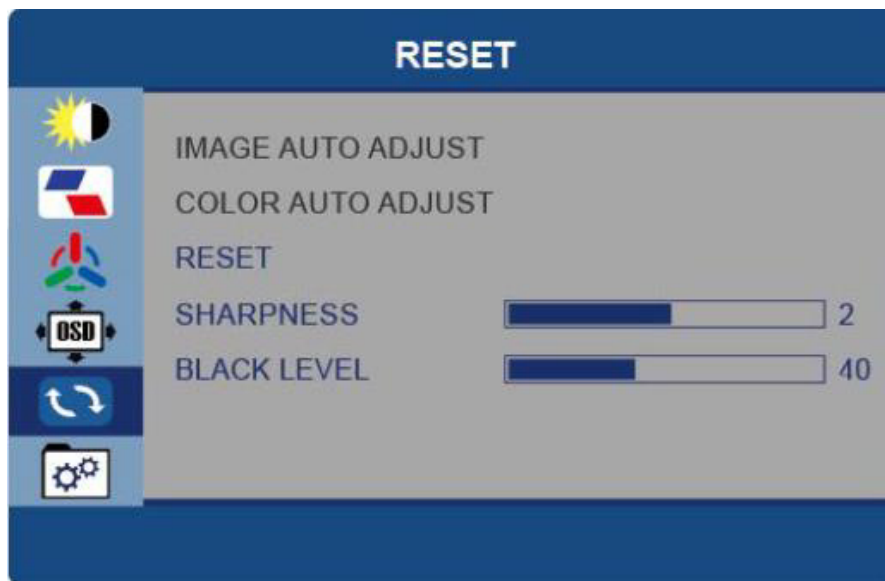 RESET
IMAGE AUTO ADJUST
COLOR AUTO ADJUST
RESET
SHARPNESS 2
OSD
BLACK LEVEL 40